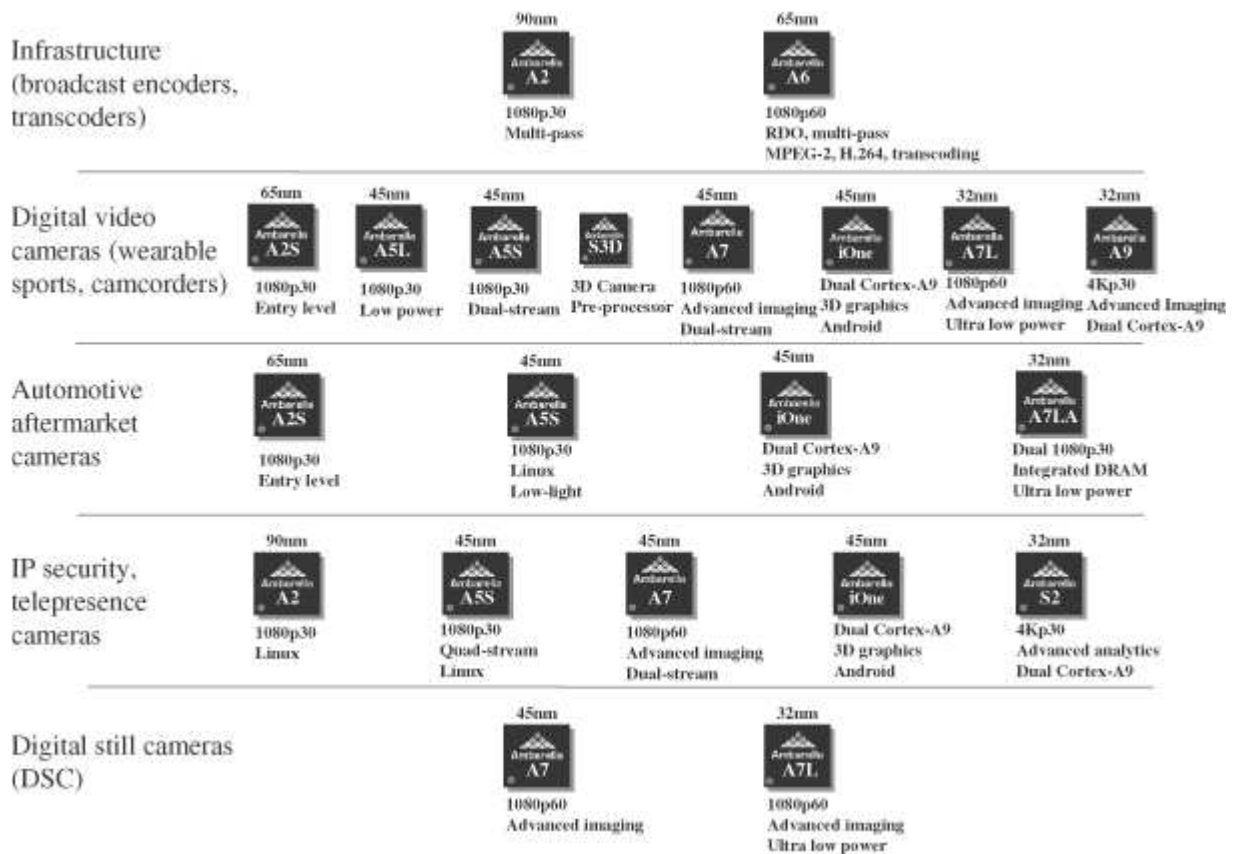 90nm 65nm
Infrastructure
(broadcast encoders,
transcoders)
Ambarella
A2
Ambarella
A6
1080p30
Multi-pass
1080p60
RDO, multi-pass
MPEG-2, H.264, transcoding
Digital video
cameras (wearable
sports, camcorders)
65nm
Ambarella
A2S
1080p30
Entry level
45nm
Ambarella
A5L
1080p30
Low power
45nm
Ambarella
A5S
1080p30
Dual-stream
Ambarella
S3D
3D Camera
Pre-processor
45nm
Ambarella
A7
1080p60
Advanced imaging
Dual-stream
45nm
Ambarella
iOne
Dual Cortex-A9
3D graphics
Android
32nm
Ambarella
A7L
1080p60
Advanced imaging
Ultra low power
32nm
Ambarella
A9
4Kp30
Advanced Imaging
Dual Cortex-A9
Automotive
aftermarket
cameras
65nm
Ambarella
A2S
1080p30
Entry level
45nm
Ambarella
A5S
1080p30
Linux
Low-light
45nm
Ambarella
iOne
Dual Cortex-A9
3D graphics
Android
32nm
Ambarella
A7LA
Dual 1080p30
Integrated DRAM
Ultra low power
IP security,
telepresence
cameras
90nm
Ambarella
A2
1080p30
Linux
45nm
Ambarella
A5S
1080p30
Quad-stream
Linux
45nm
Ambarella
A7
1080p60
Advanced imaging
Dual-stream
45nm
Ambarella
iOne
Dual Cortex-A9
3D graphics
Android
32nm
Ambarella
S2
4Kp30
Advanced analytics
Dual Cortex-A9
Digital still cameras
(DSC)
45nm
Ambarella
A7
1080p60
Advanced imaging
32nm
Ambarella
A7L
1080p60
Advanced imaging
Ultra low power